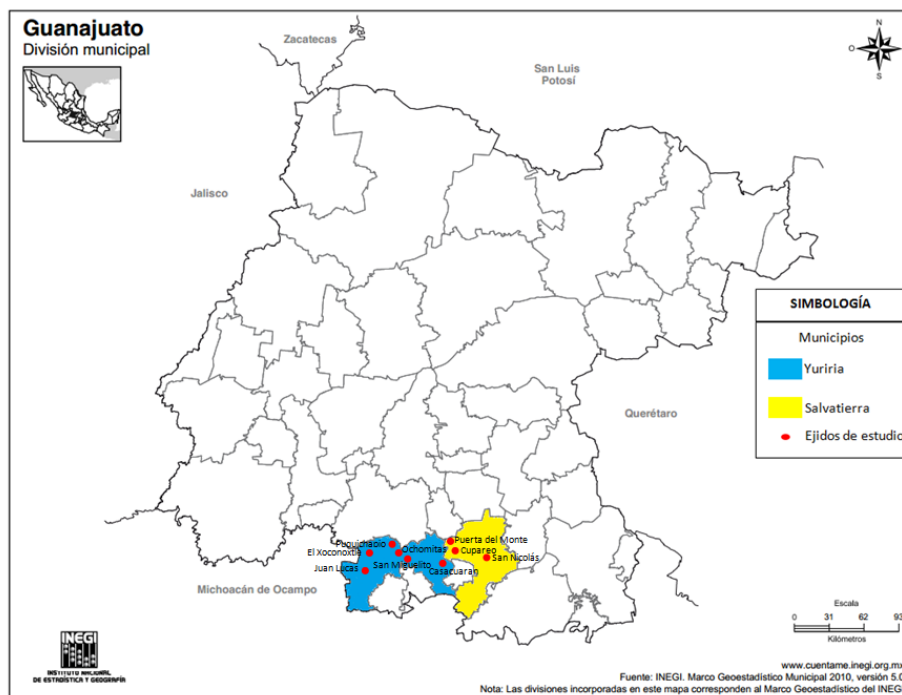 Guanajuato
División municipal
Zacatecas
San Luis
Potosí
N
O
E
S
Jalisco
SIMBOLOGÍA
Municipios
Yuriria
Salvatierra
Ejidos de estudio
Querétaro
Puerta del Monte
Ochomitas
Cupareo
El Xoconoxtle
San Nicolás
Juan Lucas
San Miguelito
Casacuaran
Michoacán de Ocampo
Escala
0 32 62 93
Kilómetros
INEGI
INSTITUTO NACIONAL
DE ESTADÍSTICA Y GEOGRAFÍA
www.cuentame.inegi.org.mx
Fuente: INEGI. Marco Geoestadístico Municipal 2010, versión 5.0
Nota: Las divisiones incorporadas en este mapa corresponden al Marco Geoestadístico del INEGI